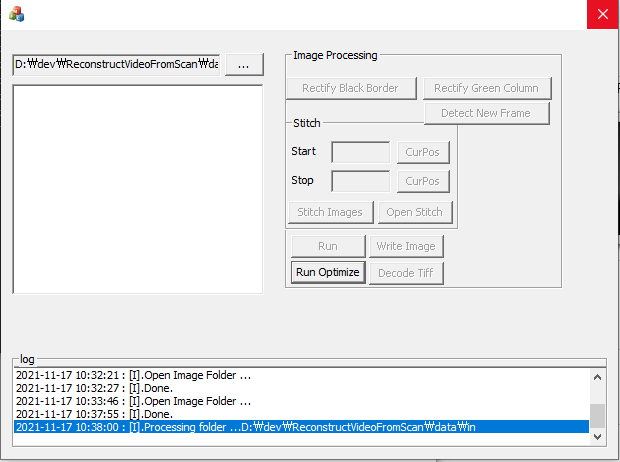 D:₩dev₩ReconstructVideoFromScan₩da
...
Image Processing
Rectify Black Border
Rectify Green Column
Detect New Frame
Stitch
Start
CurPos
Stop
CurPos
Stitch Images
Open Stitch
Run
Write Image
Run Optimize
Decode Tiff
log
2021-11-17 10:32:21 : [I].Open Image Folder ...
2021-11-17 10:32:27 : [I].Done.
2021-11-17 10:33:46 : [I].Open Image Folder ...
2021-11-17 10:37:55 : [I].Done.
2021-11-17 10:38:00 : [I].Processing folder ...D:₩dev₩ReconstructVideoFromScan₩data₩in